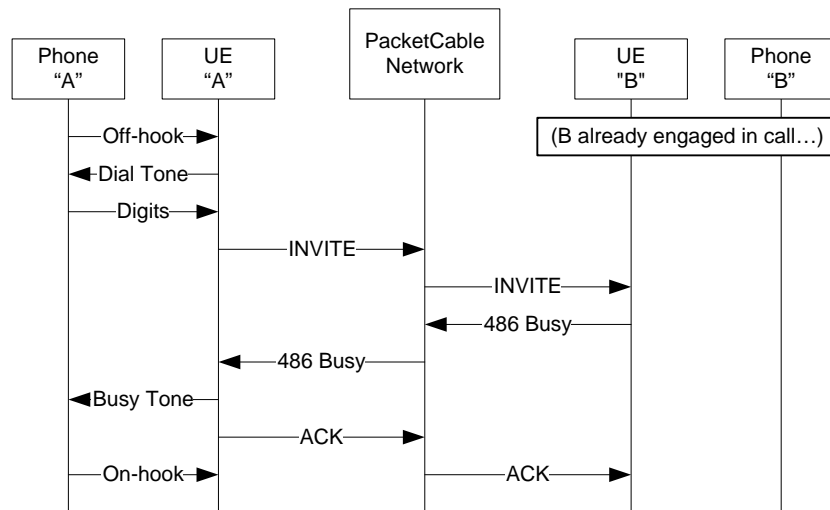 Phone
“A”
UE
“A”
PacketCable
Network
UE
"B"
Phone
“B”
Off-hook
(B already engaged in call…)
Dial Tone
Digits
INVITE
INVITE
486 Busy
486 Busy
Busy Tone
ACK
On-hook
ACK